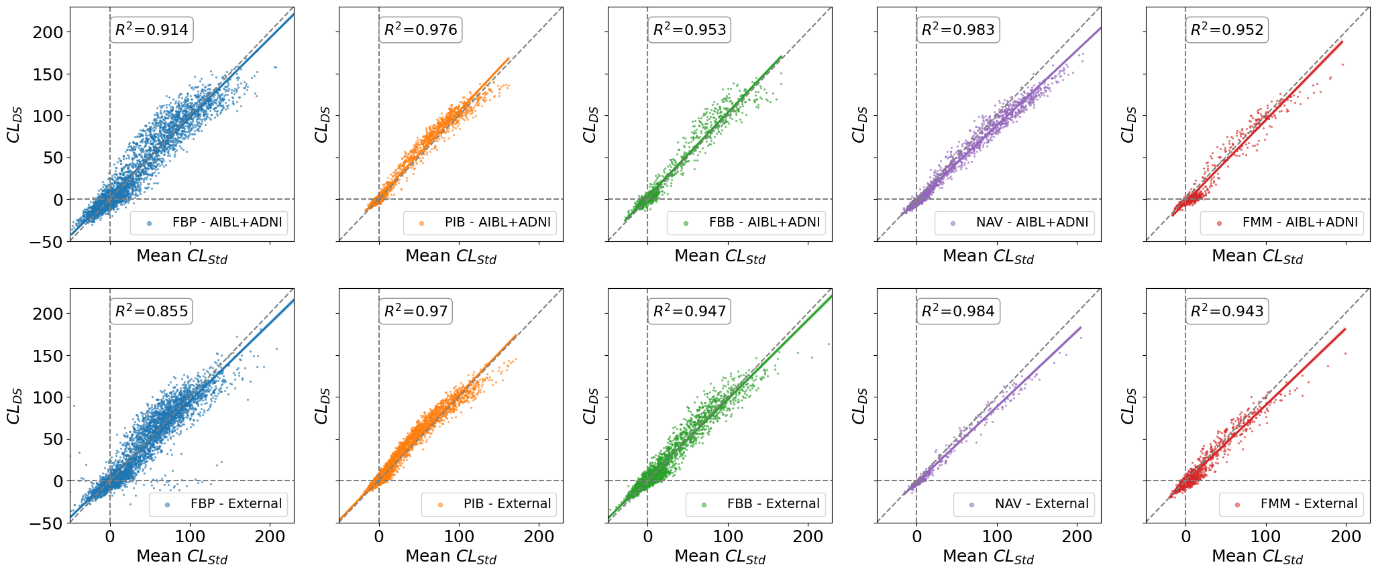 R²=0.914
R²=0.976
R²=0.953
R²=0.983
R²=0.952
200
150
100
50
0
−50
CL_DS
CL_DS
CL_DS
CL_DS
CL_DS
FBP - AIBL+ADNI
PIB - AIBL+ADNI
FBB - AIBL+ADNI
NAV - AIBL+ADNI
FMM - AIBL+ADNI
Mean CL_Std
Mean CL_Std
Mean CL_Std
Mean CL_Std
Mean CL_Std
R²=0.855
R²=0.97
R²=0.947
R²=0.984
R²=0.943
200
150
100
50
0
−50
CL_DS
CL_DS
CL_DS
CL_DS
CL_DS
FBP - External
PIB - External
FBB - External
NAV - External
FMM - External
0 100 200
0 100 200
0 100 200
0 100 200
0 100 200
Mean CL_Std
Mean CL_Std
Mean CL_Std
Mean CL_Std
Mean CL_Std